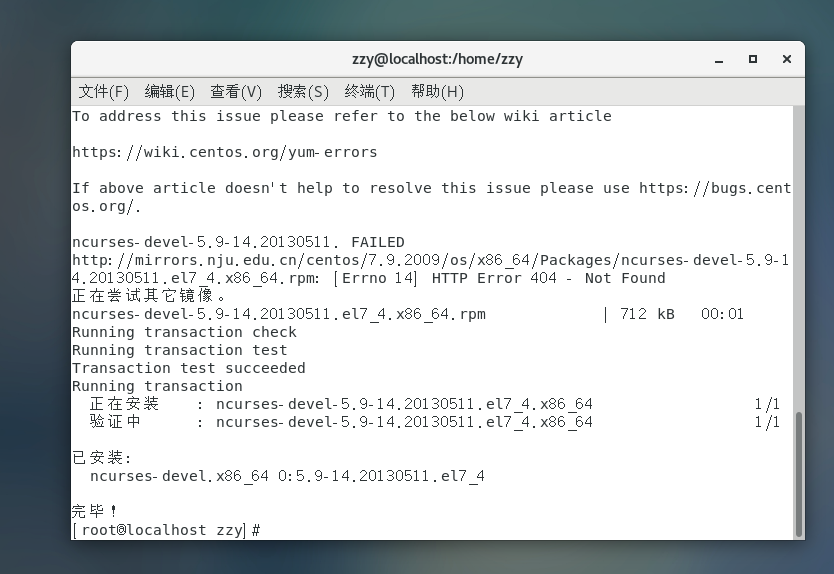 zzy@localhost:/home/zzy
文件(F) 编辑(E) 查看(V) 搜索(S) 终端(T) 帮助(H)
To address this issue please refer to the below wiki article
https://wiki.centos.org/yum-errors
If above article doesn't help to resolve this issue please use https://bugs.cent
os.org/.
ncurses-devel-5.9-14.20130511. FAILED
http://mirrors.nju.edu.cn/centos/7.9.2009/os/x86_64/Packages/ncurses-devel-5.9-1
4.20130511.el7_4.x86_64.rpm: [Errno 14] HTTP Error 404 - Not Found
正在尝试其它镜像。
ncurses-devel-5.9-14.20130511.el7_4.x86_64.rpm | 712 kB 00:01
Running transaction check
Running transaction test
Transaction test succeeded
Running transaction
正在安装 : ncurses-devel-5.9-14.20130511.el7_4.x86_64 1/1
验证中 : ncurses-devel-5.9-14.20130511.el7_4.x86_64 1/1
已安装:
ncurses-devel.x86_64 0:5.9-14.20130511.el7_4
完毕！
[root@localhost zzy]#